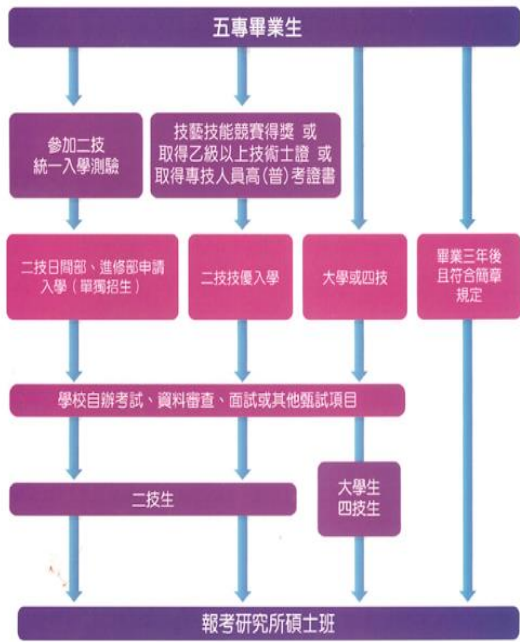 五專畢業生
參加二技
統一入學測驗
技藝技能競賽得獎 或
取得乙級以上技術士證 或
取得專技人員高(普)考證書
二技日間部、進修部申請
入學(單獨招生)
二技技優入學
大學或四技
畢業三年後
且符合簡章
規定
學校自辦考試、資料審查、面試或其他甄試項目
二技生
大學生
四技生
報考研究所碩士班